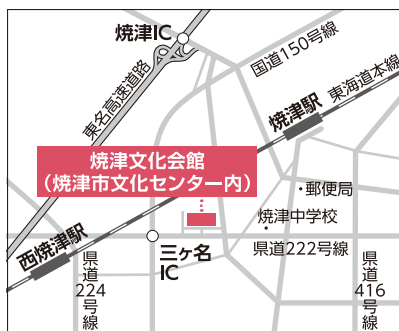 焼津IC
国道150号線
東名高速道路
東海道本線
焼津駅
焼津文化会館
（焼津市文化センター内）
・郵便局
焼津中学校
・
西焼津駅
三ヶ名
IC
県道222号線
県道
224
号線
県道
416
号線